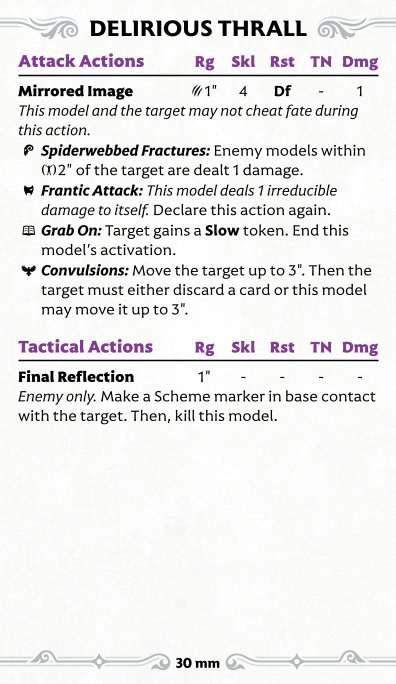 DELIRIOUS THRALL
Attack Actions Rg Skl Rst TN Dmg
Mirrored Image 1" 4 Df - 1
This model and the target may not cheat fate during
this action.
Spiderwebbed Fractures: Enemy models within
2" of the target are dealt 1 damage.
Frantic Attack: This model deals 1 irreducible
damage to itself. Declare this action again.
Grab On: Target gains a Slow token. End this
model's activation.
Convulsions: Move the target up to 3". Then the
target must either discard a card or this model
may move it up to 3".
Tactical Actions Rg Skl Rst TN Dmg
Final Reflection 1" - - - -
Enemy only. Make a Scheme marker in base contact
with the target. Then, kill this model.
30 mm